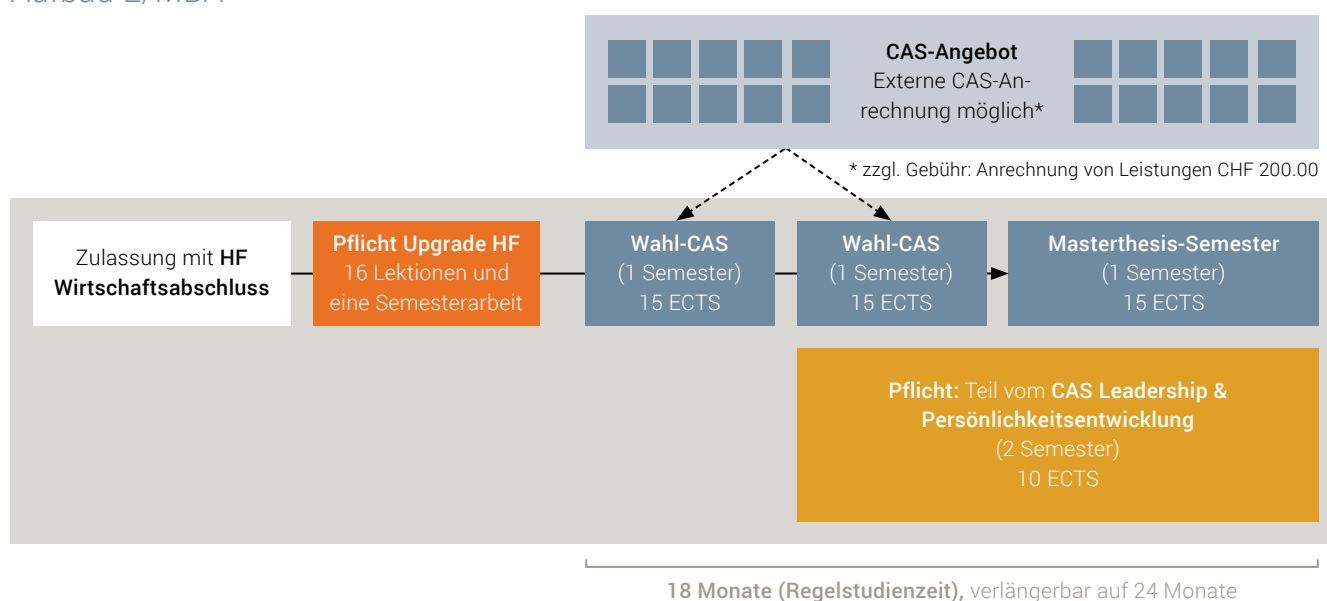 Aufbau E/MBA
CAS-Angebot
Externe CAS-An-
rechnung möglich*
* zzgl. Gebühr: Anrechnung von Leistungen CHF 200.00
Zulassung mit HF
Wirtschaftsabschluss
Pflicht Upgrade HF
16 Lektionen und
eine Semesterarbeit
Wahl-CAS
(1 Semester)
15 ECTS
Wahl-CAS
(1 Semester)
15 ECTS
Masterthesis-Semester
(1 Semester)
15 ECTS
Pflicht: Teil vom CAS Leadership &
Persönlichkeitsentwicklung
(2 Semester)
10 ECTS
18 Monate (Regelstudienzeit), verlängerbar auf 24 Monate